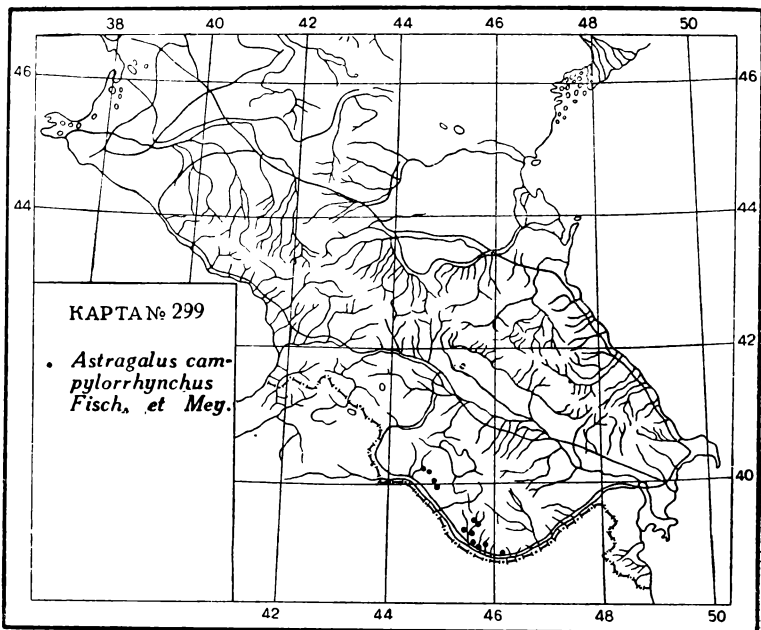 38 40 42 44 46 48 50
46 46
44 44
КАРТА № 299
42
• Astragalus cam-
pylorrhynchus
Fisch. et Mey.
40
42 44 46 48 50